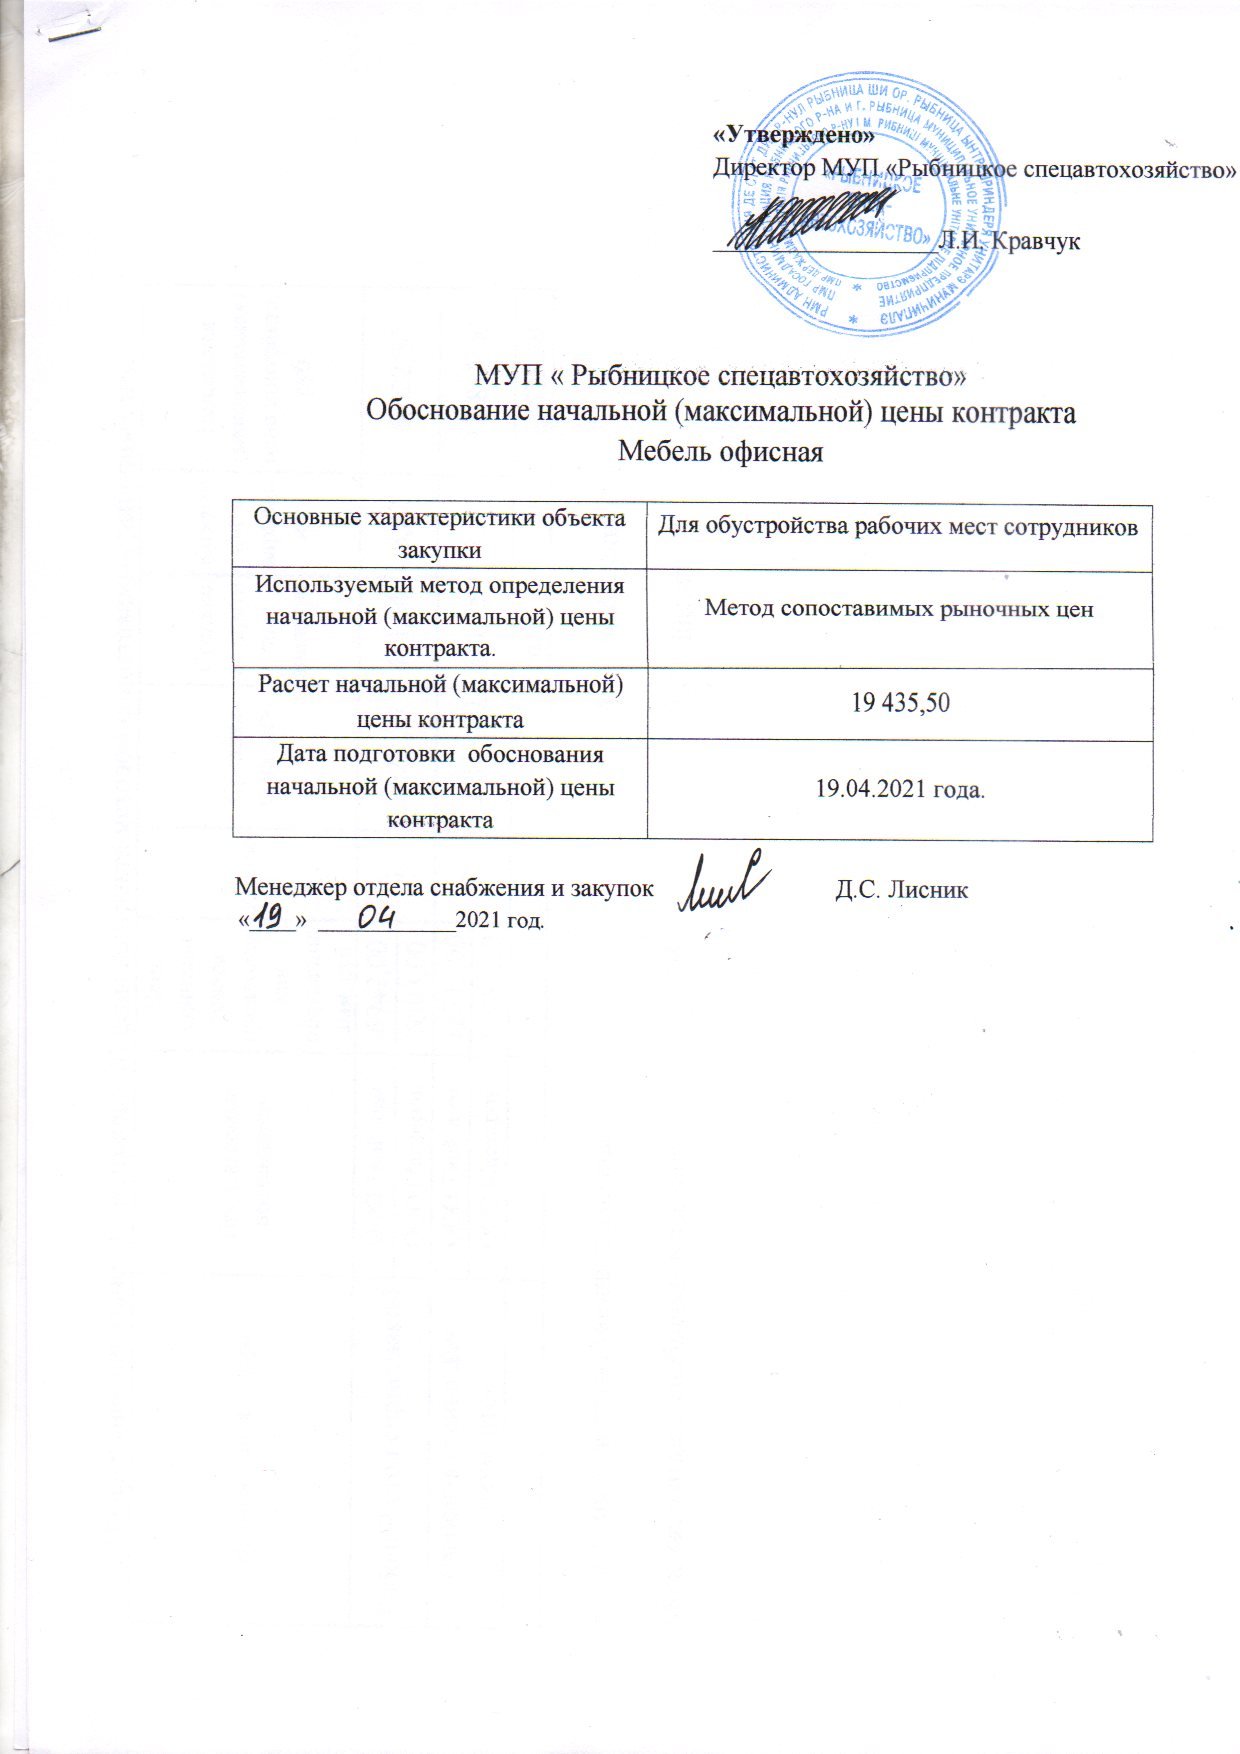 «Утверждено»
Директор МУП «Рыбницкое спецавтохозяйство»
Л.И. Кравчук
МУП « Рыбницкое спецавтохозяйство»
Обоснование начальной (максимальной) цены контракта
Мебель офисная
Основные характеристики объекта
закупки
Для обустройства рабочих мест сотрудников
Используемый метод определения
начальной (максимальной) цены
контракта.
Метод сопоставимых рыночных цен
Расчет начальной (максимальной)
цены контракта
19 435,50
Дата подготовки обоснования
начальной (максимальной) цены
контракта
19.04.2021 года.
Менеджер отдела снабжения и закупок Д.С. Лисник
«19» 04 2021 год.